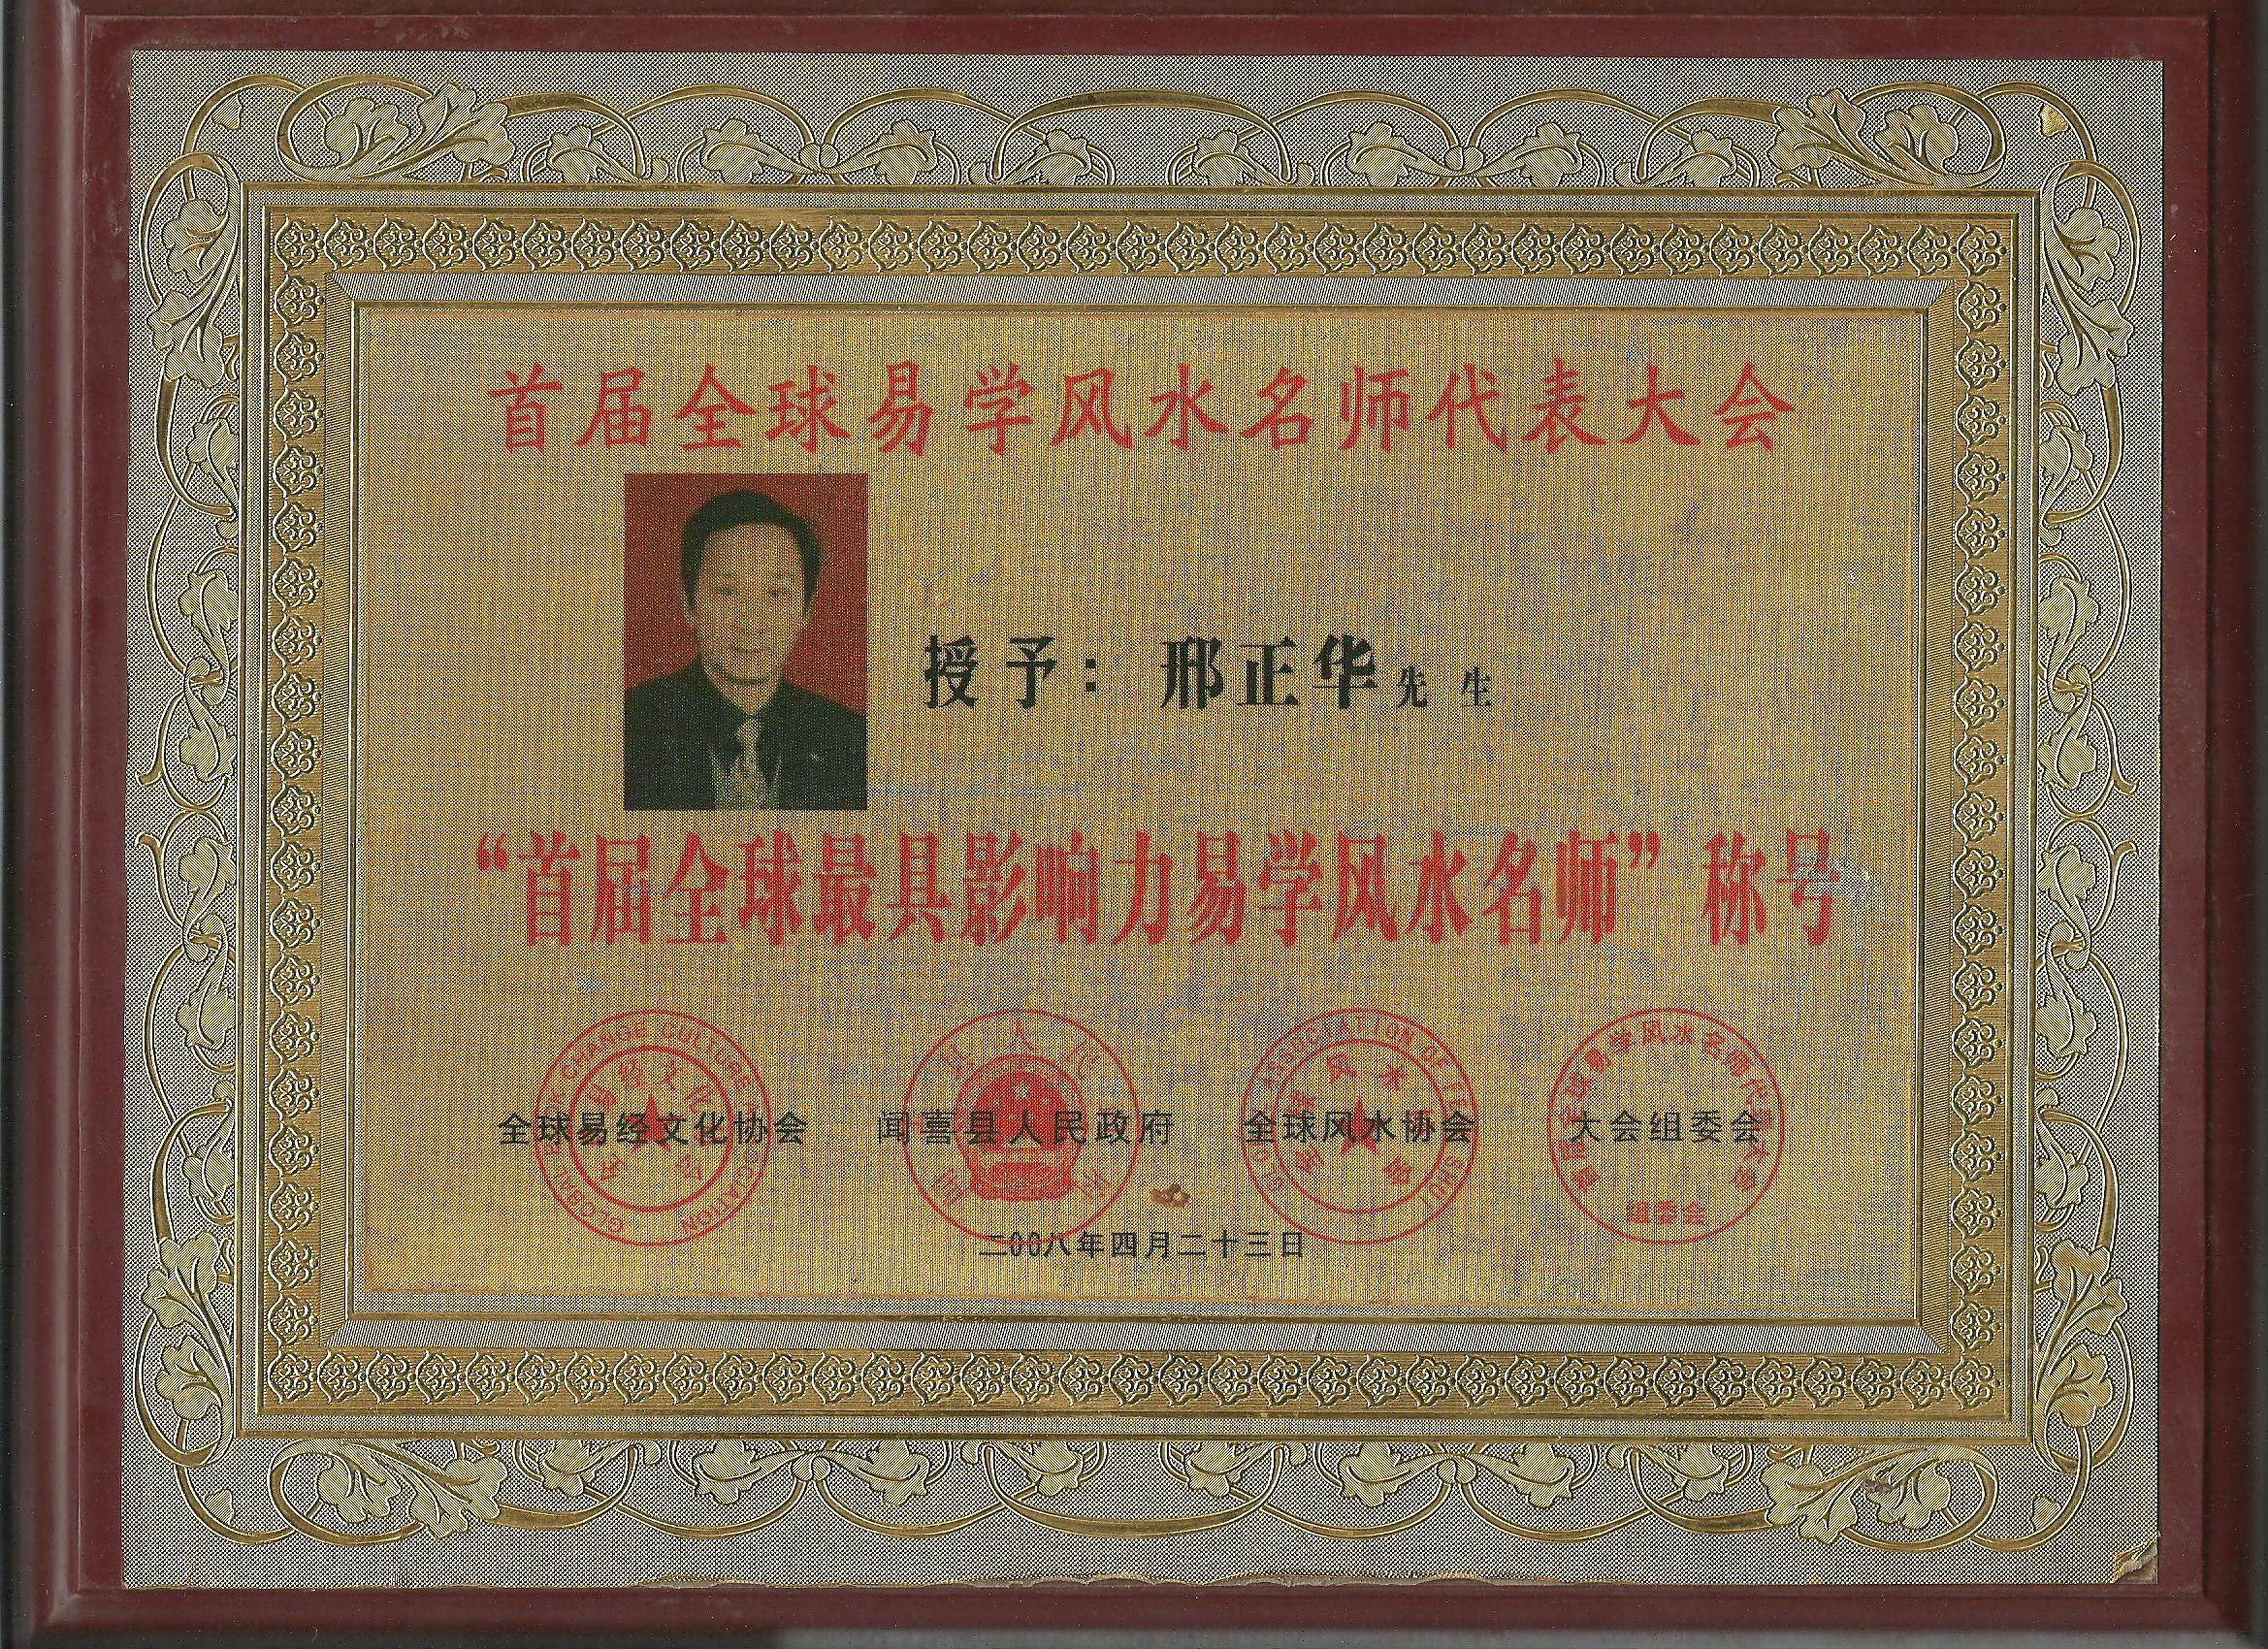 首届全球易学风水名师代表大会
授予：邢正华先生
“首届全球最具影响力易学风水名师”称号
全球易经文化协会 闻喜县人民政府 全球风水协会 大会组委会
组委会
二00八年四月二十三日